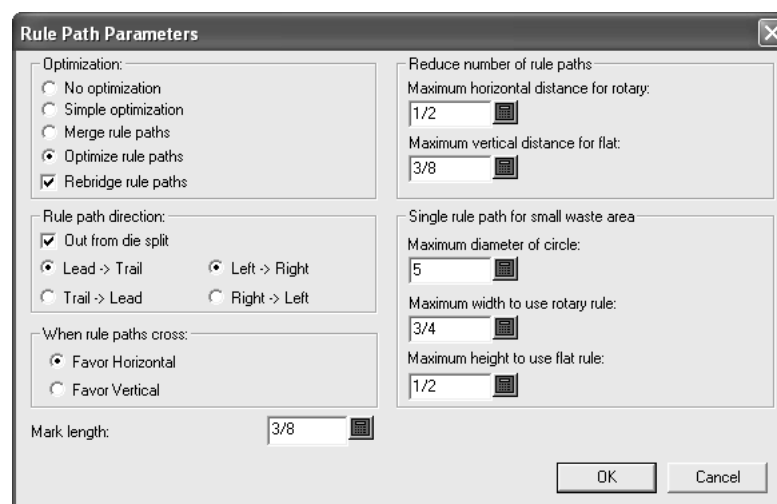 Rule Path Parameters
Optimization:
No optimization
Simple optimization
Merge rule paths
Optimize rule paths
Rebridge rule paths
Rule path direction:
Out from die split
Lead -> Trail Left -> Right
Trail -> Lead Right -> Left
When rule paths cross:
Favor Horizontal
Favor Vertical
Mark length: 3/8
Reduce number of rule paths
Maximum horizontal distance for rotary:
1/2
Maximum vertical distance for flat:
3/8
Single rule path for small waste area
Maximum diameter of circle:
5
Maximum width to use rotary rule:
3/4
Maximum height to use flat rule:
1/2
OK Cancel